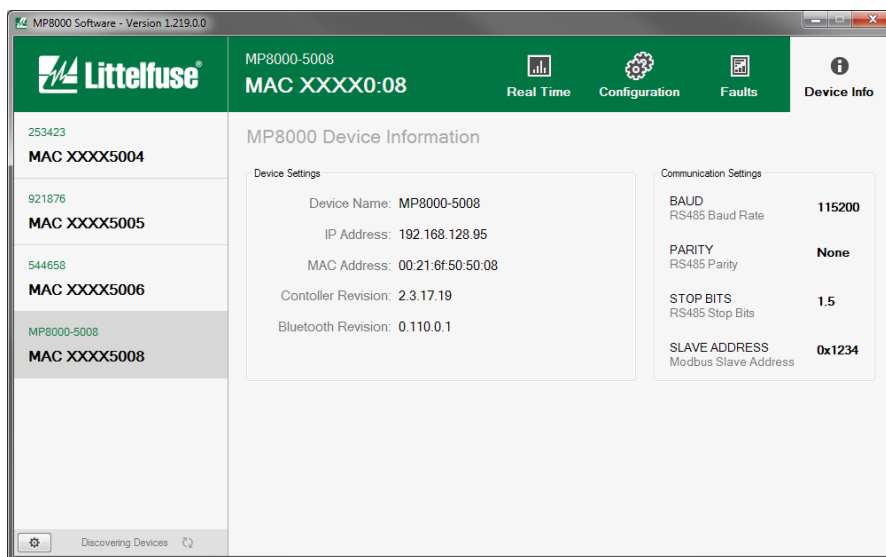 MP8000 Software - Version 1.219.0.0
Littelfuse®
MP8000-5008
MAC XXXX0:08
Real Time
Configuration
Faults
Device Info
253423
MAC XXXX5004
921876
MAC XXXX5005
544658
MAC XXXX5006
MP8000-5008
MAC XXXX5008
Discovering Devices
MP8000 Device Information
Device Settings
Device Name: MP8000-5008
IP Address: 192.168.128.95
MAC Address: 00:21:6f:50:50:08
Contoller Revision: 2.3.17.19
Bluetooth Revision: 0.110.0.1
Communication Settings
BAUD
RS485 Baud Rate
115200
PARITY
RS485 Parity
None
STOP BITS
RS485 Stop Bits
1.5
SLAVE ADDRESS
Modbus Slave Address
0x1234